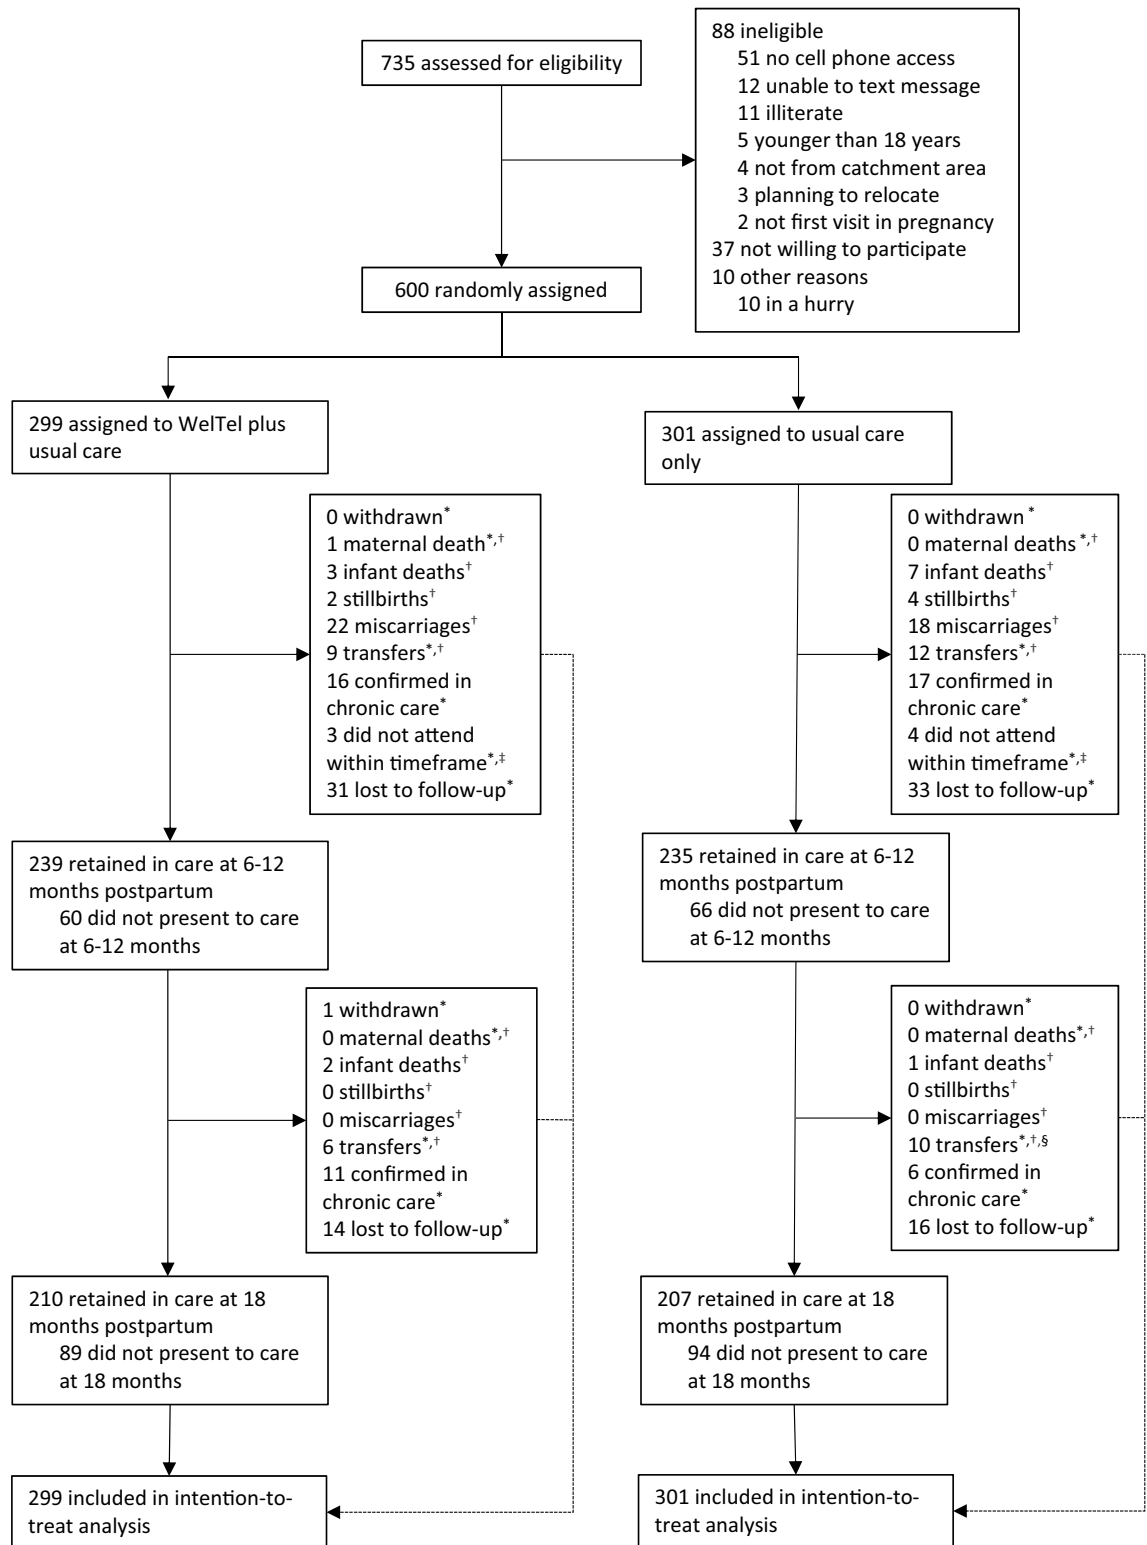 735 assessed for eligibility
88 ineligible
51 no cell phone access
12 unable to text message
11 illiterate
5 younger than 18 years
4 not from catchment area
3 planning to relocate
2 not first visit in pregnancy
37 not willing to participate
10 other reasons
10 in a hurry
600 randomly assigned
299 assigned to WelTel plus
usual care
301 assigned to usual care
only
0 withdrawn*
1 maternal death*,†
3 infant deaths†
2 stillbirths†
22 miscarriages†
9 transfers*,†
16 confirmed in
chronic care*
3 did not attend
within timeframe*,‡
31 lost to follow-up*
0 withdrawn*
0 maternal deaths*,†
7 infant deaths†
4 stillbirths†
18 miscarriages†
12 transfers*,†
17 confirmed in
chronic care*
4 did not attend
within timeframe*,‡
33 lost to follow-up*
239 retained in care at 6-12
months postpartum
60 did not present to care
at 6-12 months
235 retained in care at 6-12
months postpartum
66 did not present to care
at 6-12 months
1 withdrawn*
0 maternal deaths*,†
2 infant deaths†
0 stillbirths†
0 miscarriages†
6 transfers*,†
11 confirmed in
chronic care*
14 lost to follow-up*
0 withdrawn*
0 maternal deaths*,†
1 infant deaths†
0 stillbirths†
0 miscarriages†
10 transfers*,†,§
6 confirmed in
chronic care*
16 lost to follow-up*
210 retained in care at 18
months postpartum
89 did not present to care
at 18 months
207 retained in care at 18
months postpartum
94 did not present to care
at 18 months
299 included in intention-to-
treat analysis
301 included in intention-to-
treat analysis